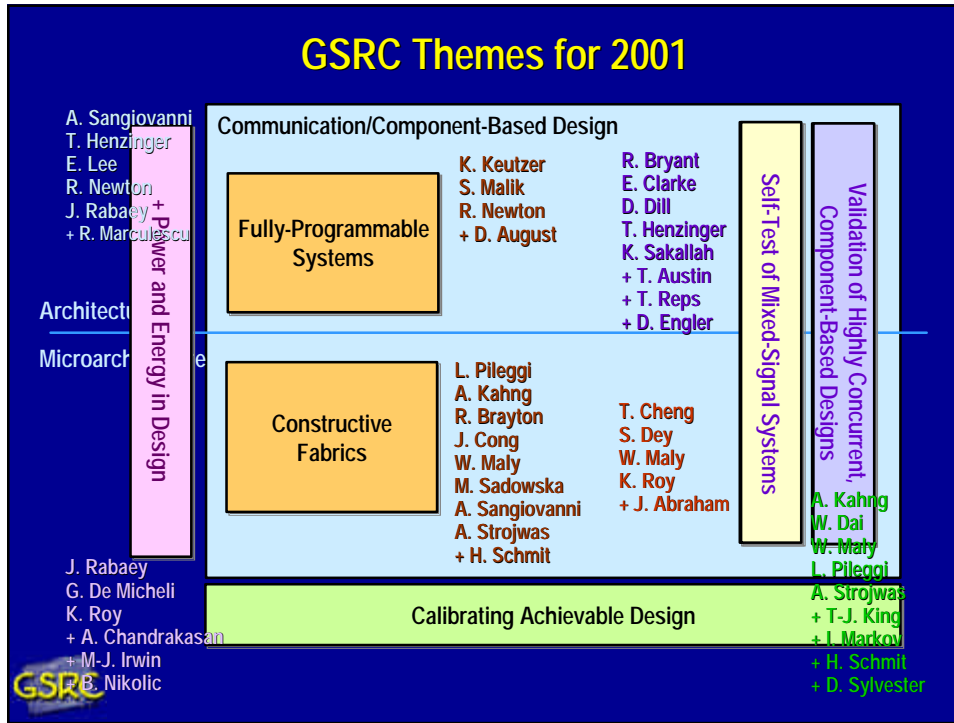 GSRC Themes for 2001
A. Sangiovanni
T. Henzinger
E. Lee
R. Newton
J. Rabaey
+ R. Marculescu
Communication/Component-Based Design
Fully-Programmable
Systems
K. Keutzer
S. Malik
R. Newton
+ D. August
R. Bryant
E. Clarke
D. Dill
T. Henzinger
K. Sakallah
+ T. Austin
+ T. Reps
+ D. Engler
+ Power and Energy in Design
Self-Test of Mixed-Signal Systems
Validation of Highly Concurrent,
Component-Based Designs
Constructive
Fabrics
L. Pileggi
A. Kahng
R. Brayton
J. Cong
W. Maly
M. Sadowska
A. Sangiovanni
A. Strojwas
+ H. Schmit
T. Cheng
S. Dey
W. Maly
K. Roy
+ J. Abraham
J. Rabaey
G. De Micheli
K. Roy
+ A. Chandrakasan
+ M-J. Irwin
+ B. Nikolic
Calibrating Achievable Design
A. Kahng
W. Dai
W. Maly
L. Pileggi
A. Strojwas
+ T-J. King
+ I. Markov
+ H. Schmit
+ D. Sylvester
GSRC